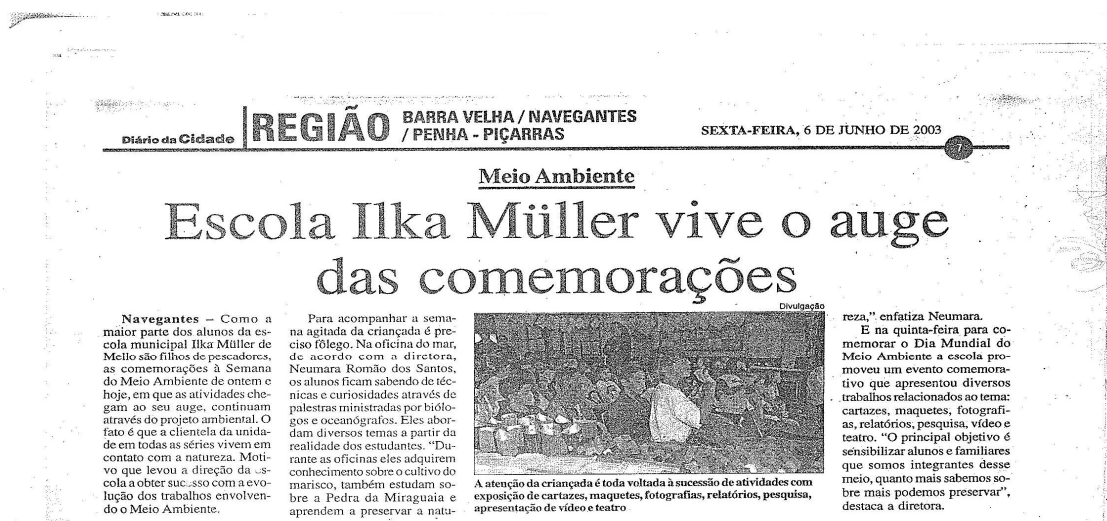 Diário da Cidade
REGIÃO
BARRA VELHA / NAVEGANTES
/ PENHA - PIÇARRAS
SEXTA-FEIRA, 6 DE JUNHO DE 2003
7
Meio Ambiente
Escola Ilka Müller vive o auge
das comemorações
Navegantes – Como a
maior parte dos alunos da es-
cola municipal Ilka Müller de
Mello são filhos de pescadores,
as comemorações à Semana
do Meio Ambiente de ontem e
hoje, em que as atividades che-
gam ao seu auge, continuam
através do projeto ambiental. O
fato é que a clientela da unida-
de em todas as séries vivem em
contato com a natureza. Moti-
vo que levou a direção da es-
cola a obter sucesso com a evo-
lução dos trabalhos envolven-
do o Meio Ambiente.
Para acompanhar a sema-
na agitada da criançada é pre-
ciso fôlego. Na oficina do mar,
de acordo com a diretora,
Neumara Romão dos Santos,
os alunos ficam sabendo de téc-
nicas e curiosidades através de
palestras ministradas por biólo-
gos e oceanógrafos. Eles abor-
dam diversos temas a partir da
realidade dos estudantes. "Du-
rante as oficinas eles adquirem
conhecimento sobre o cultivo do
marisco, também estudam so-
bre a Pedra da Miraguaia e
aprendem a preservar a natu-
Divulgação
A atenção da criançada é toda voltada à sucessão de atividades com
exposição de cartazes, maquetes, fotografias, relatórios, pesquisa,
apresentação de vídeo e teatro
reza," enfatiza Neumara.
E na quinta-feira para co-
memorar o Dia Mundial do
Meio Ambiente a escola pro-
moveu um evento comemora-
tivo que apresentou diversos
trabalhos relacionados ao tema:
cartazes, maquetes, fotografi-
as, relatórios, pesquisa, vídeo e
teatro. "O principal objetivo é
sensibilizar alunos e familiares
que somos integrantes desse
meio, quanto mais sabemos so-
bre mais podemos preservar",
destaca a diretora.